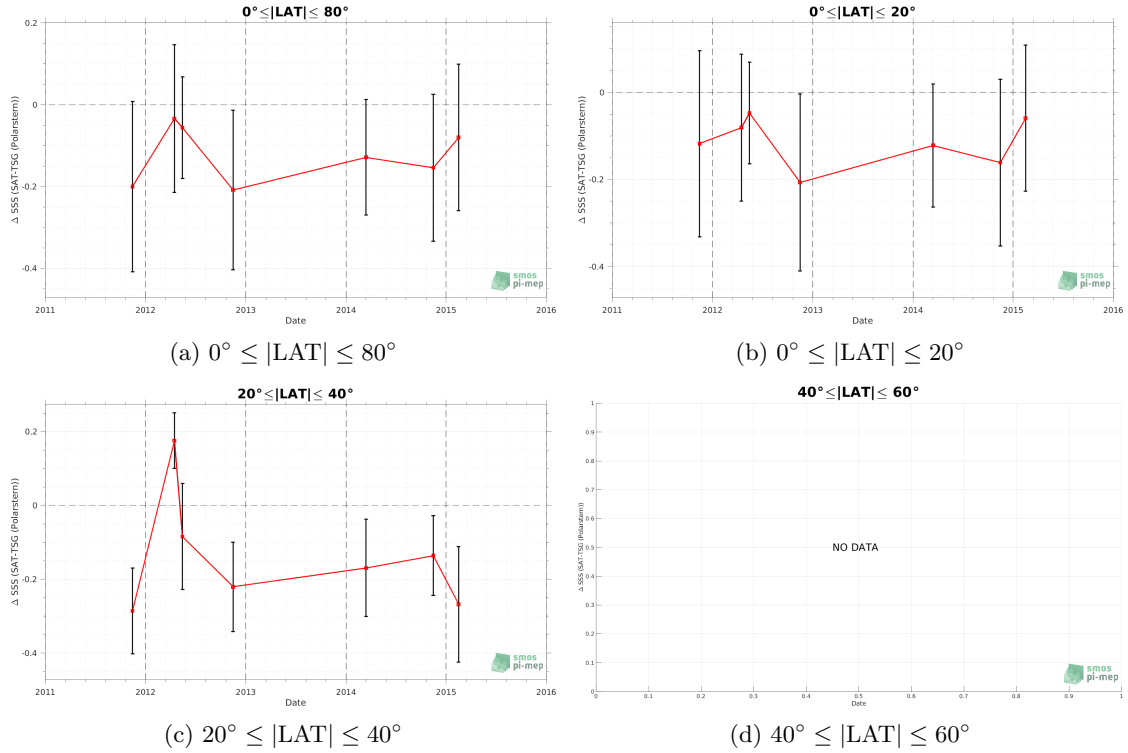 0°≤|LAT|≤ 80°
Δ SSS (SAT-TSG (Polarstern))
0.2
0
-0.2
-0.4
2011 2012 2013 2014 2015 2016
Date
smos
pi-mep
(a) 0° ≤ |LAT| ≤ 80°
0°≤|LAT|≤ 20°
Δ SSS (SAT-TSG (Polarstern))
0
-0.2
-0.4
2011 2012 2013 2014 2015 2016
Date
smos
pi-mep
(b) 0° ≤ |LAT| ≤ 20°
20°≤|LAT|≤ 40°
Δ SSS (SAT-TSG (Polarstern))
0.2
0
-0.2
-0.4
2011 2012 2013 2014 2015 2016
Date
smos
pi-mep
(c) 20° ≤ |LAT| ≤ 40°
40°≤|LAT|≤ 60°
Δ SSS (SAT-TSG (Polarstern))
1
0.9
0.8
0.7
0.6
0.5
0.4
0.3
0.2
0.1
0
NO DATA
0 0.1 0.2 0.3 0.4 0.5 0.6 0.7 0.8 0.9 1
Date
smos
pi-mep
(d) 40° ≤ |LAT| ≤ 60°